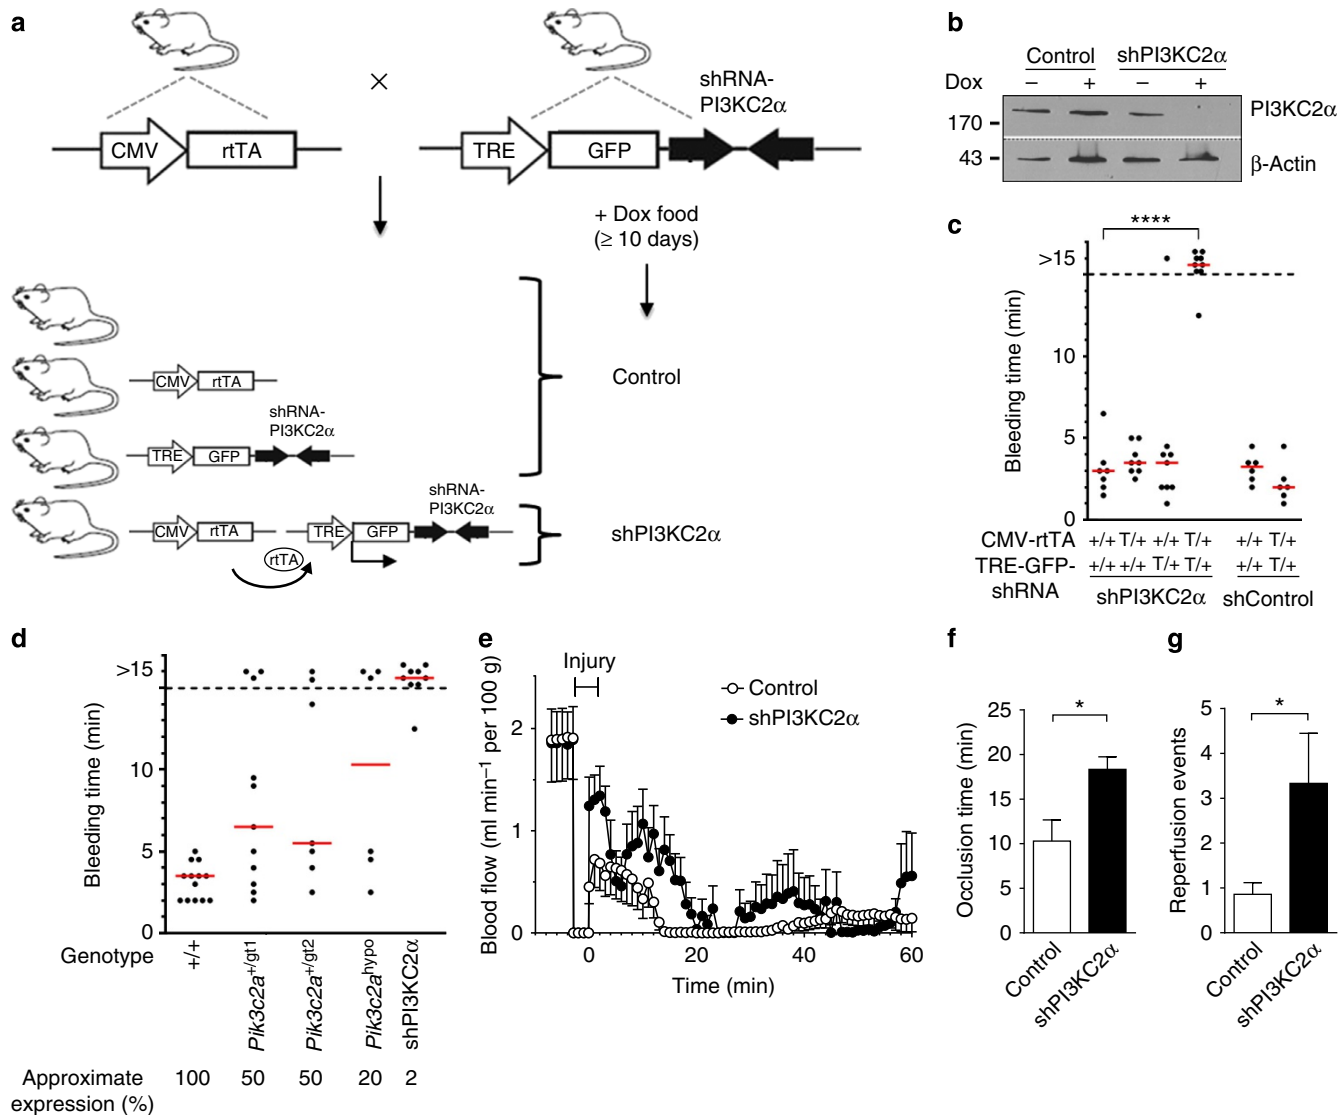 a
×
CMV
rtTA
TRE
GFP
shRNA-
PI3KC2α
+ Dox food
(≥ 10 days)
CMV
rtTA
TRE
GFP
shRNA-
PI3KC2α
Control
CMV
rtTA
TRE
GFP
shRNA-
PI3KC2α
rtTA
shPI3KC2α
b
Control shPI3KC2α
Dox – + – +
170
PI3KC2α
43
β-Actin
c
****
>15
10
5
0
Bleeding time (min)
CMV-rtTA +/+ T/+ +/+ T/+ +/+ T/+
TRE-GFP- +/+ +/+ T/+ T/+ +/+ T/+
shRNA
shPI3KC2α shControl
d
>15
10
5
0
Bleeding time (min)
Genotype
+/+
Pik3c2a+/gt1
Pik3c2a+/gt2
Pik3c2ahypo
shPI3KC2α
Approximate 100 50 50 20 2
expression (%)
e
Injury
Control
shPI3KC2α
Blood flow (ml min–1 per 100 g)
2
1
0
0 20 40 60
Time (min)
f
*
Occlusion time (min)
25
20
15
10
5
0
Control
shPI3KC2α
g
*
Reperfusion events
5
4
3
2
1
0
Control
shPI3KC2α